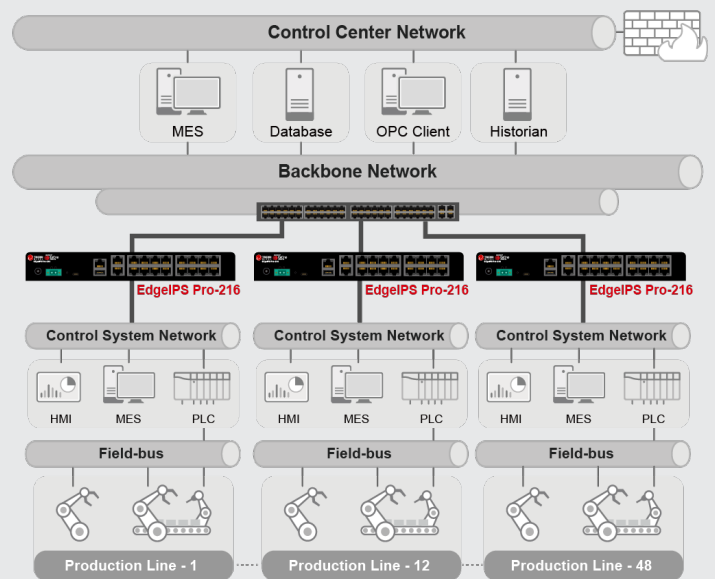 Control Center Network
MES Database OPC Client Historian
Backbone Network
EdgeIPS Pro-216 EdgeIPS Pro-216 EdgeIPS Pro-216
Control System Network Control System Network Control System Network
HMI MES PLC HMI MES PLC HMI MES PLC
Field-bus Field-bus Field-bus
Production Line - 1 Production Line - 12 Production Line - 48